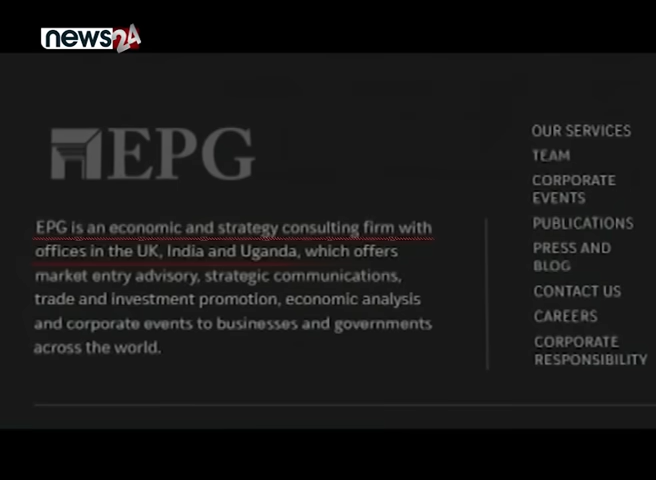 news24
EPG
EPG is an economic and strategy consulting firm with
offices in the UK, India and Uganda, which offers
market entry advisory, strategic communications,
trade and investment promotion, economic analysis
and corporate events to businesses and governments
across the world.
OUR SERVICES
TEAM
CORPORATE
EVENTS
PUBLICATIONS
PRESS AND
BLOG
CONTACT US
CAREERS
CORPORATE
RESPONSIBILITY